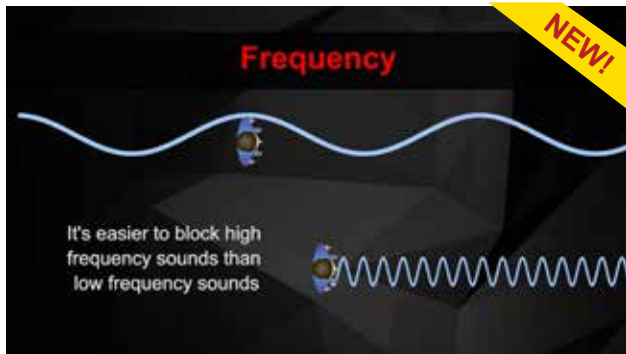 Frequency
NEW!
It's easier to block high
frequency sounds than
low frequency sounds